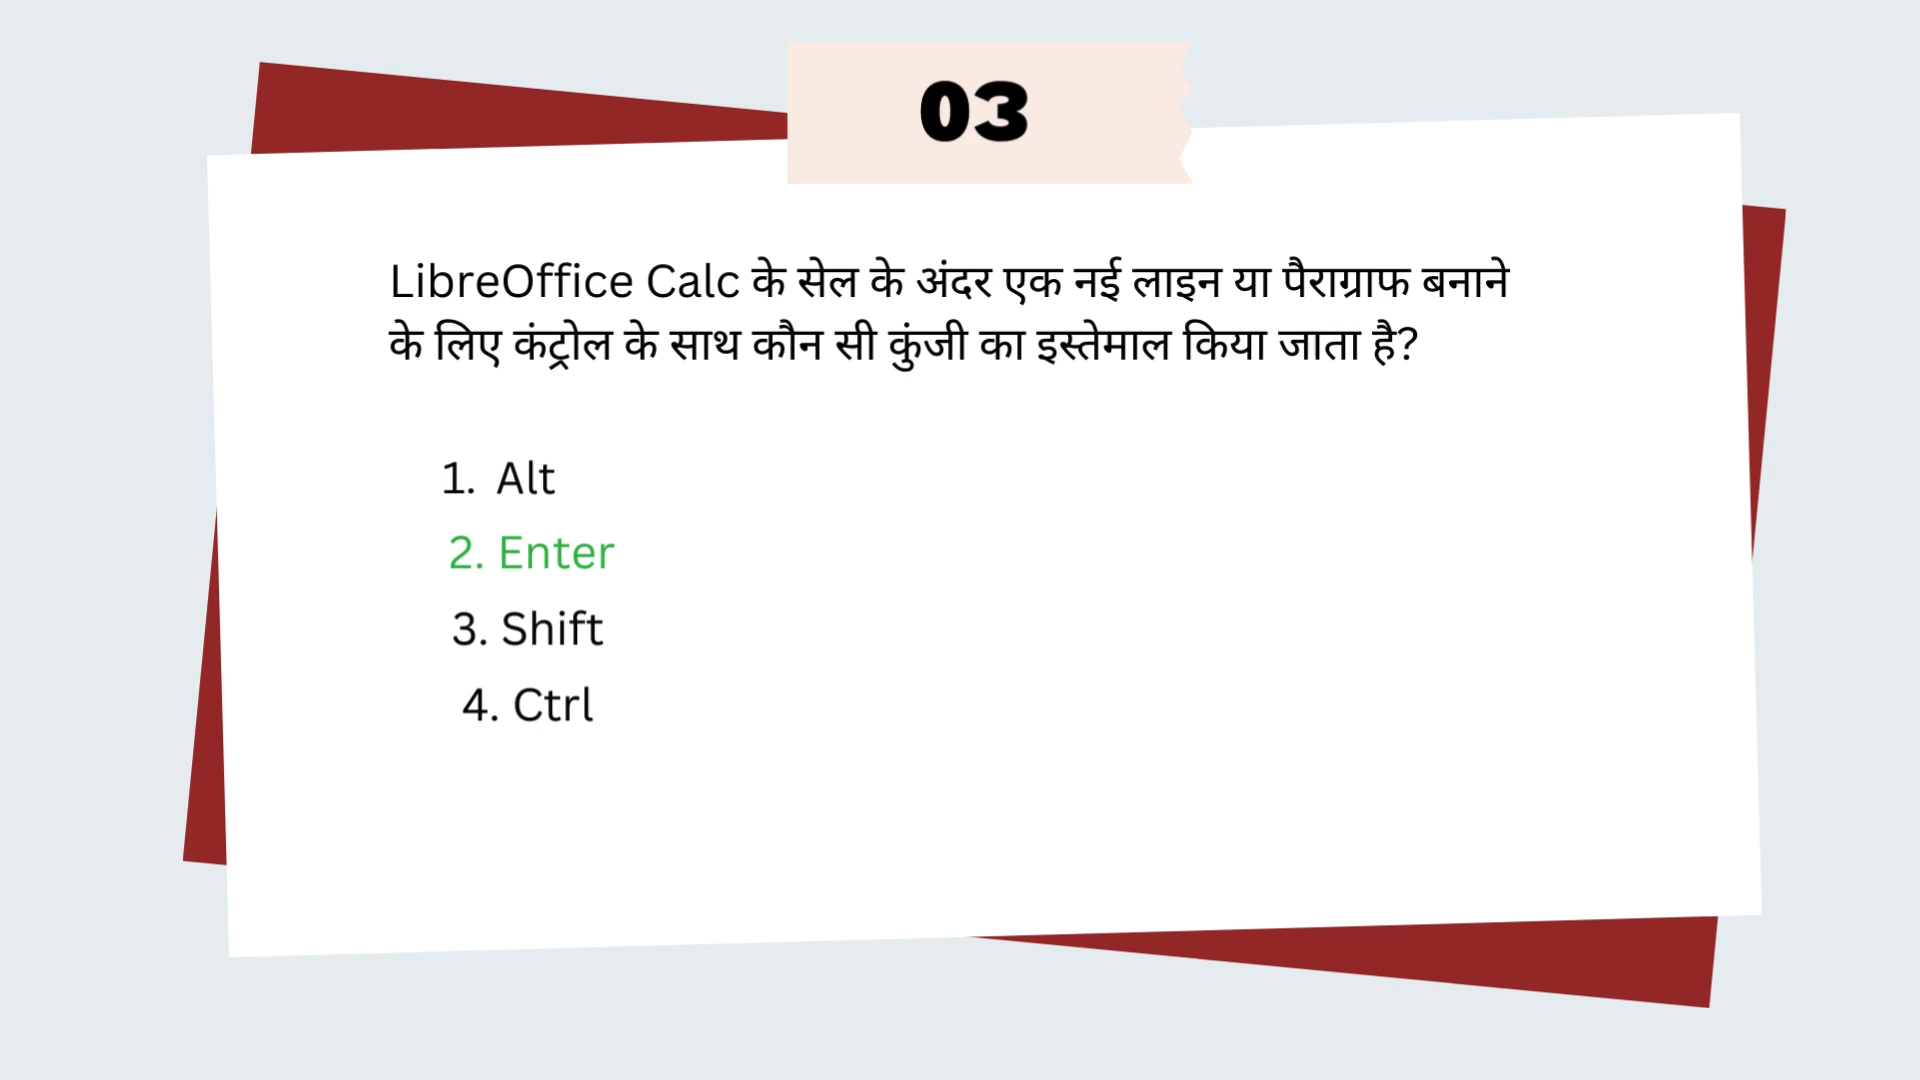 03
LibreOffice Calc के सेल के अंदर एक नई लाइन या पैराग्राफ बनाने
के लिए कंट्रोल के साथ कौन सी कुंजी का इस्तेमाल किया जाता है?
1. Alt
2. Enter
3. Shift
4. Ctrl